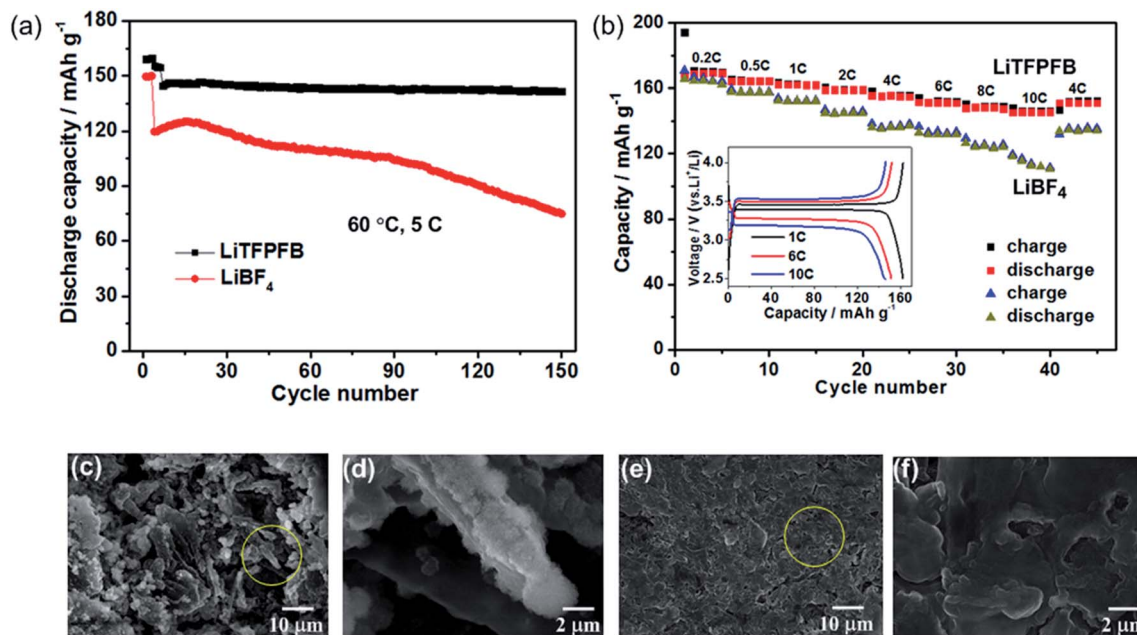 (a)
180
150
120
90
60
30
0
Discharge capacity / mAh g⁻¹
60 °C, 5 C
LiTFPFB
LiBF₄
0
30
60
90
120
150
Cycle number
(b)
200
160
120
80
40
0
Capacity / mAh g⁻¹
0.2C
0.5C
1C
2C
4C
6C
8C
10C
4C
LiTFPFB
LiBF₄
4.0
3.5
3.0
2.5
Voltage / V (vs.Li⁺/Li)
1C
6C
10C
0
40
80
120
160
Capacity / mAh g⁻¹
charge
discharge
charge
discharge
0
10
20
30
40
Cycle number
(c)
10 μm
(d)
2 μm
(e)
10 μm
(f)
2 μm